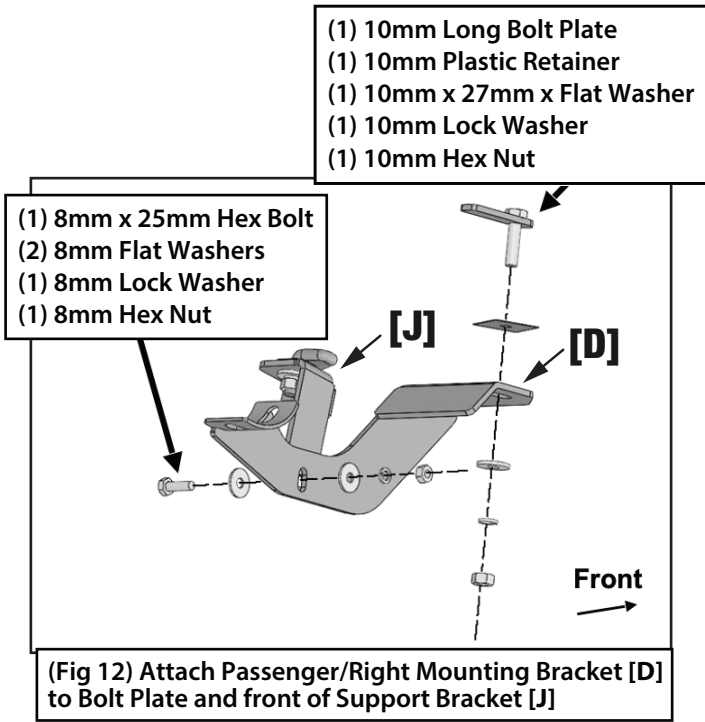 (1) 10mm Long Bolt Plate
(1) 10mm Plastic Retainer
(1) 10mm x 27mm x Flat Washer
(1) 10mm Lock Washer
(1) 10mm Hex Nut
(1) 8mm x 25mm Hex Bolt
(2) 8mm Flat Washers
(1) 8mm Lock Washer
(1) 8mm Hex Nut
[J]
[D]
Front
(Fig 12) Attach Passenger/Right Mounting Bracket [D]
to Bolt Plate and front of Support Bracket [J]